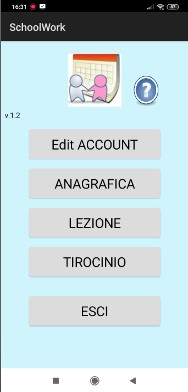 16:31
SchoolWork
?
v.1.2
Edit ACCOUNT
ANAGRAFICA
LEZIONE
TIROCINIO
ESCI